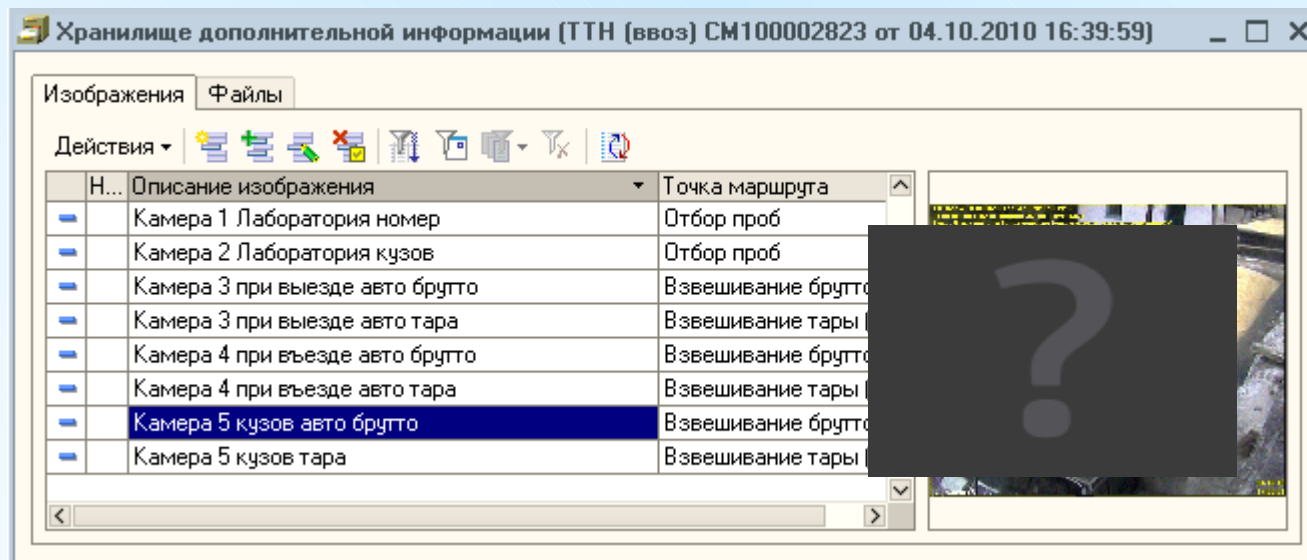 Хранилище дополнительной информации (ТТН (ввоз) СМ100002823 от 04.10.2010 16:39:59)
Изображения Файлы
Действия
Н... Описание изображения Точка маршрута
Камера 1 Лаборатория номер Отбор проб
Камера 2 Лаборатория кузов Отбор проб
Камера 3 при выезде авто брутто Взвешивание брутто
Камера 3 при выезде авто тара Взвешивание тары (
Камера 4 при въезде авто брутто Взвешивание брутто
Камера 4 при въезде авто тара Взвешивание тары (
Камера 5 кузов авто брутто Взвешивание брутто
Камера 5 кузов тара Взвешивание тары (
?